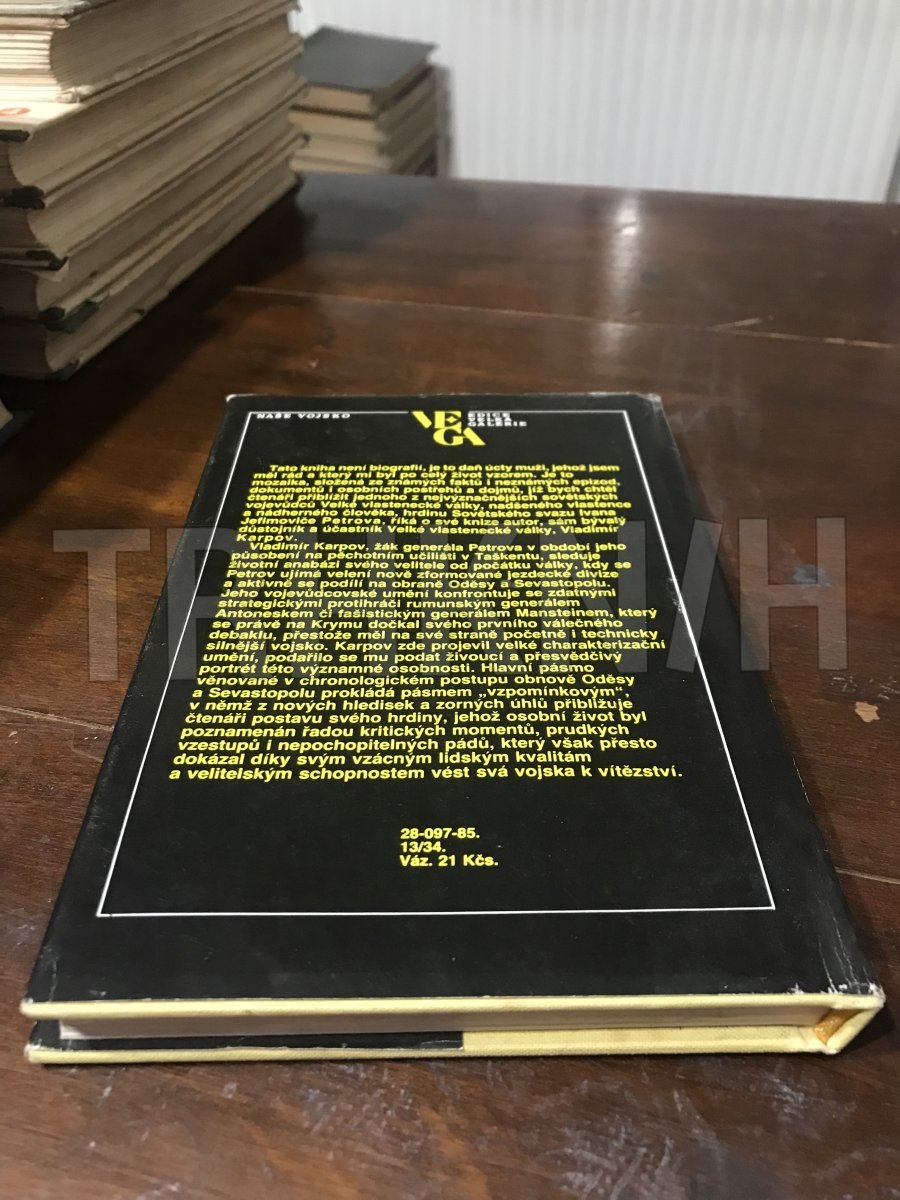 NAŠE VOJSKO
VEGA
EDICE
VELKÁ
GALÉRIE
Tato kniha není biografií, je to daň úcty muži, jehož jsem
měl rád a který mi byl po celý život vzorem. Je to
mozaika, složená ze známých faktů i neznámých epizod,
dokumentů i osobních postřehů a dojmů, jíž bych chtěl
čtenáři přiblížit jednoho z nejvýznačnějších sovětských
vojevůdců Velké vlastenecké války, nadšeného vlastence
a nádherného člověka, hrdinu Sovětského svazu Ivana
Jefimoviče Petrova, říká o své knize autor, sám bývalý
důstojník a účastník Velké vlastenecké války, Vladimír
Karpov.
Vladimír Karpov, žák generála Petrova v období jeho
působení na pěchotním učilišti v Taškentu, sleduje
životní anabázi svého velitele od počátku války, kdy se
Petrov ujímá velení nově zformované jezdecké divize
a aktivně se podílí na obraně Oděsy a Sevastopolu.
Jeho vojevůdcovské umění konfrontuje se zdatnými
strategickými protihráči rumunským generálem
Antoneskem či fašistickým generálem Mansteinem, který
se právě na Krymu dočkal svého prvního válečného
debaklu, přestože měl na své straně početně i technicky
silnější vojsko. Karpov zde projevil velké charakterizační
umění, podařilo se mu podat živoucí a přesvědčivý
portrét této významné osobnosti. Hlavní pásmo
věnované v chronologickém postupu obnově Oděsy
a Sevastopolu prokládá pásmem „vzpomínkovým“,
v němž z nových hledisek a zorných úhlů přibližuje
čtenáři postavu svého hrdiny, jehož osobní život byl
poznamenán řadou kritických momentů, prudkých
vzestupů i nepochopitelných pádů, který však přesto
dokázal díky svým vzácným lidským kvalitám
a velitelským schopnostem vést svá vojska k vítězství.
28-097-85.
13/34.
Váz. 21 Kčs.